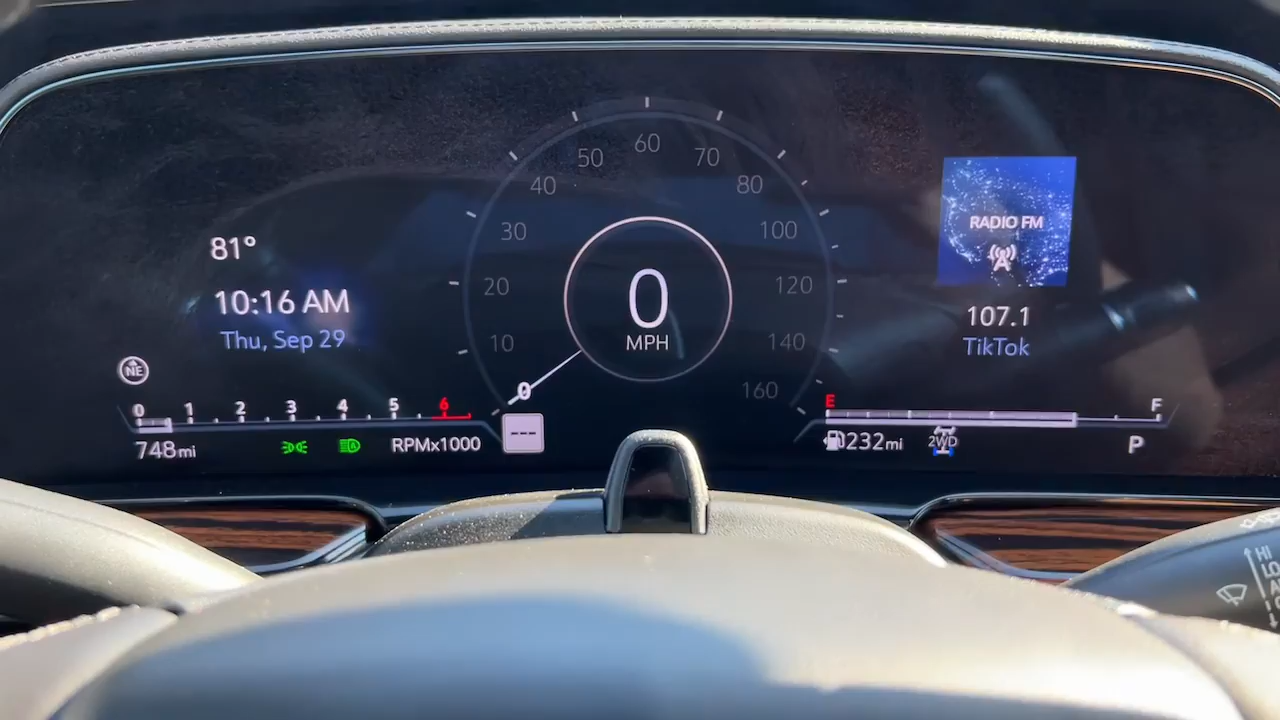 81°
10:16 AM
Thu, Sep 29
NE
0 1 2 3 4 5 6
748mi
RPMx1000
0 10 20 30 40 50 60 70 80 100 120 140 160
0
MPH
---
RADIO FM
107.1
TikTok
E F
232mi
2WD
P
HI
LO